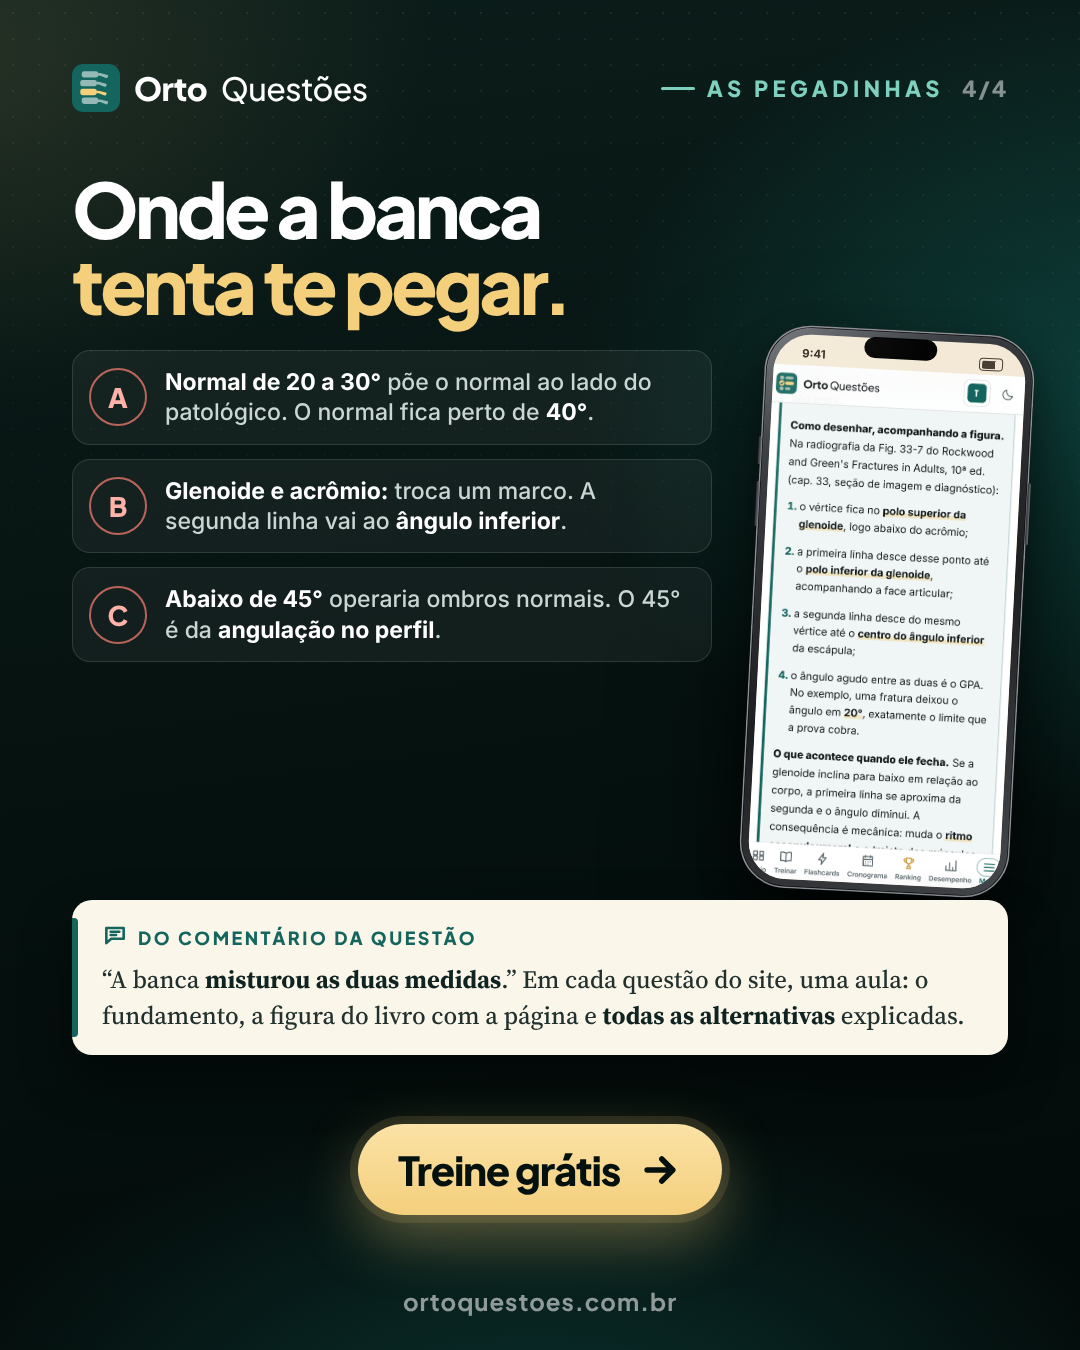 Orto Questões
AS PEGADINHAS 4/4
Onde a banca
tenta te pegar.
A
Normal de 20 a 30° põe o normal ao lado do
patológico. O normal fica perto de 40°.
B
Glenoide e acrômio: troca um marco. A
segunda linha vai ao ângulo inferior.
C
Abaixo de 45° operaria ombros normais. O 45°
é da angulação no perfil.
9:41
Orto Questões
T
Como desenhar, acompanhando a figura.
Na radiografia da Fig. 33-7 do Rockwood
and Green's Fractures in Adults, 10ª ed.
(cap. 33, seção de imagem e diagnóstico):
1. o vértice fica no polo superior da
glenoide, logo abaixo do acrômio;
2. a primeira linha desce desse ponto até
o polo inferior da glenoide,
acompanhando a face articular;
3. a segunda linha desce do mesmo
vértice até o centro do ângulo inferior
da escápula;
4. o ângulo agudo entre as duas é o GPA.
No exemplo, uma fratura deixou o
ângulo em 20°, exatamente o limite que
a prova cobra.
O que acontece quando ele fecha. Se a
glenoide inclina para baixo em relação ao
corpo, a primeira linha se aproxima da
segunda e o ângulo diminui. A
consequência é mecânica: muda o ritmo
Treinar Flashcards Cronograma Ranking Desempenho
DO COMENTÁRIO DA QUESTÃO
“A banca misturou as duas medidas.” Em cada questão do site, uma aula: o
fundamento, a figura do livro com a página e todas as alternativas explicadas.
Treine grátis →
ortoquestoes.com.br